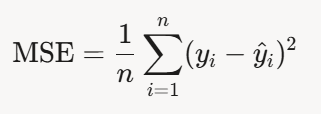 MSE = \frac{1}{n} \sum_{i=1}^{n} (y_i - \hat{y}_i)^2